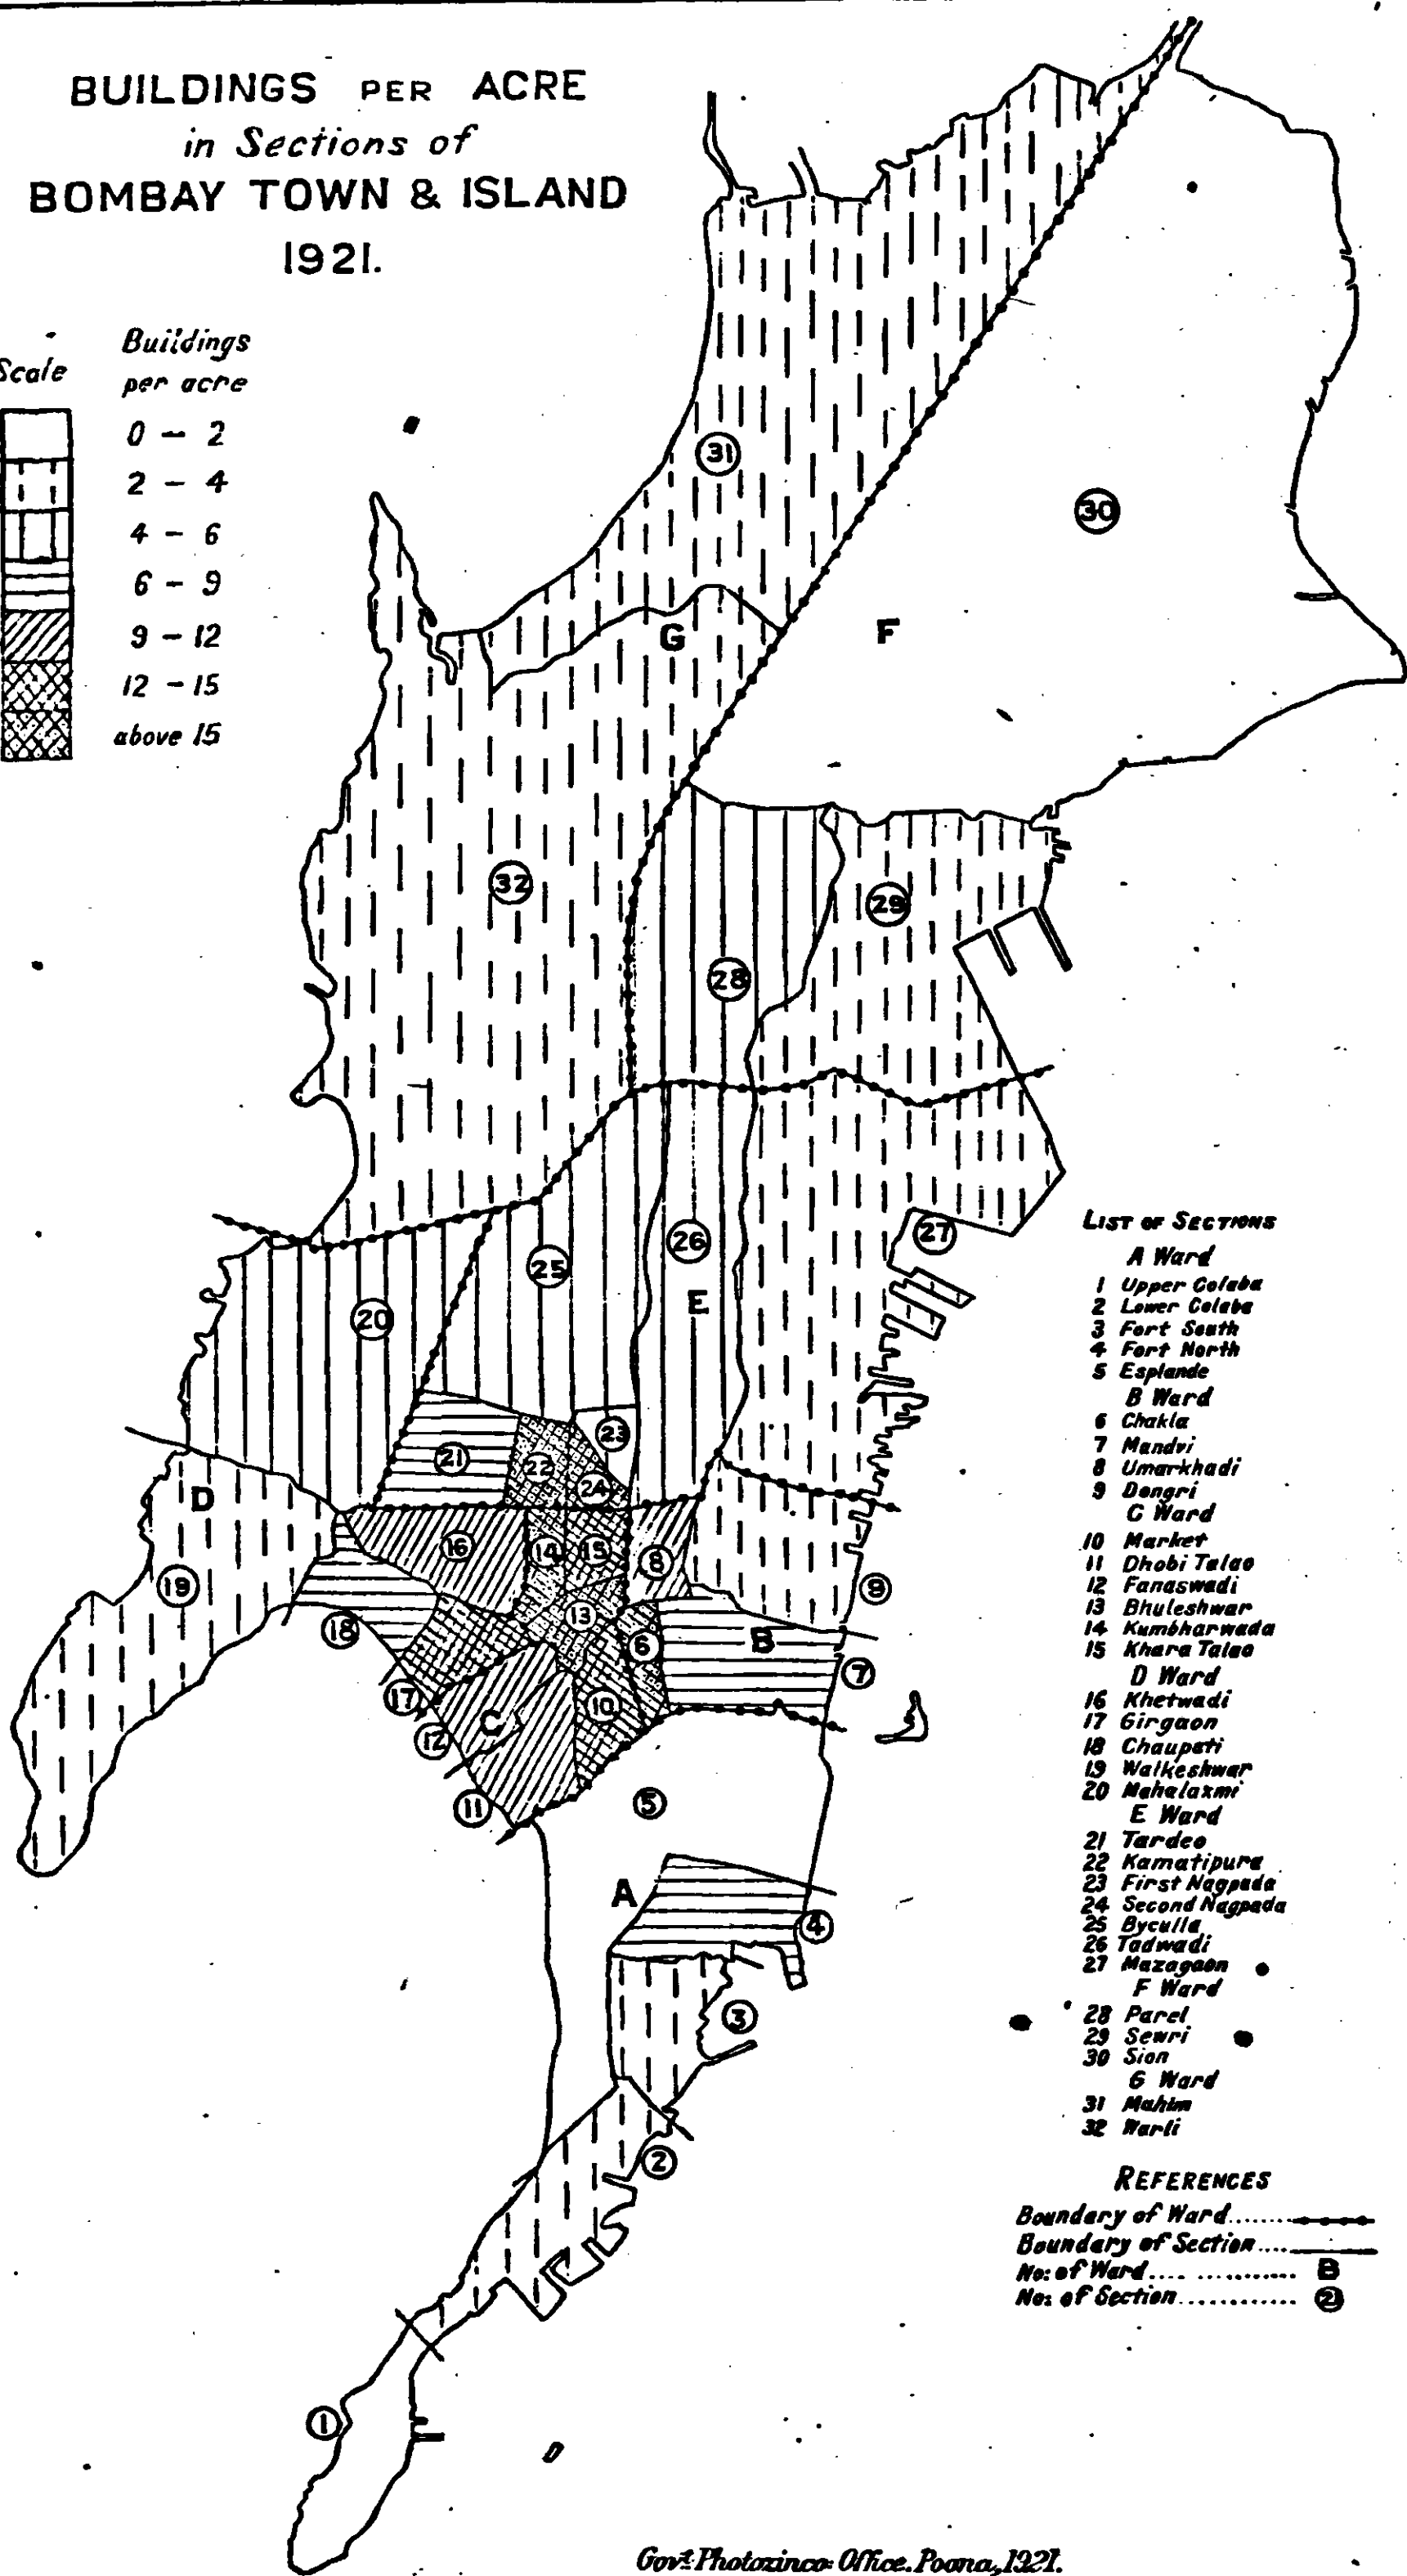 BUILDINGS PER ACRE
in Sections of
BOMBAY TOWN & ISLAND
1921.
Scale
Buildings
per acre
0 – 2
2 – 4
4 – 6
6 – 9
9 – 12
12 – 15
above 15
31
30
G
F
32
29
28
27
26
25
E
20
23
21
22
24
D
16
14
15
8
19
9
13
18
6
B
7
17
10
C
12
11
5
A
4
3
2
1
LIST OF SECTIONS
A Ward
1 Upper Colaba
2 Lower Colaba
3 Fort South
4 Fort North
5 Esplande
B Ward
6 Chakla
7 Mandvi
8 Umarkhadi
9 Dongri
C Ward
10 Market
11 Dhobi Talao
12 Fanaswadi
13 Bhuleshwar
14 Kumbharwada
15 Khara Talao
D Ward
16 Khetwadi
17 Girgaon
18 Chaupati
19 Walkeshwar
20 Mahalaxmi
E Ward
21 Tardeo
22 Kamatipura
23 First Nagpada
24 Second Nagpada
25 Byculla
26 Tadwadi
27 Mazagaon
F Ward
28 Parel
29 Sewri
30 Sion
G Ward
31 Mahim
32 Warli
REFERENCES
Boundary of Ward........
Boundary of Section....
No: of Ward.... ............ B
No: of Section............ 21
Govt Photozinco: Office. Poona, 1921.